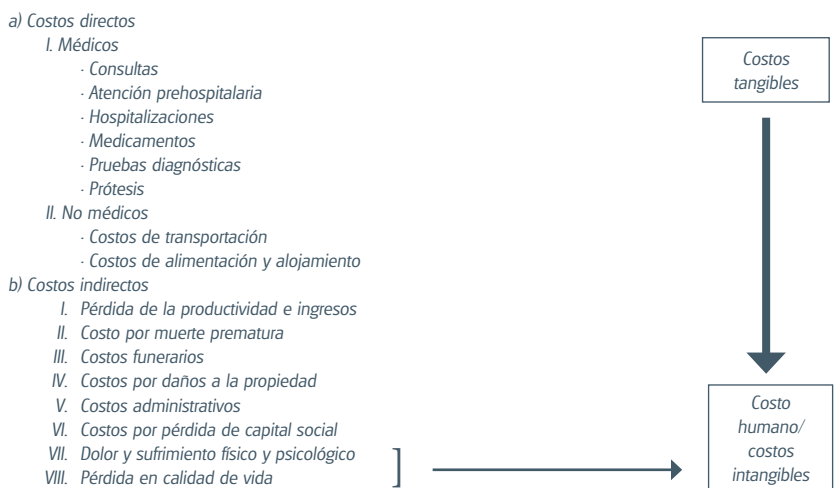 a) Costos directos
I. Médicos
· Consultas
· Atención prehospitalaria
· Hospitalizaciones
· Medicamentos
· Pruebas diagnósticas
· Prótesis
II. No médicos
· Costos de transportación
· Costos de alimentación y alojamiento
b) Costos indirectos
I. Pérdida de la productividad e ingresos
II. Costo por muerte prematura
III. Costos funerarios
IV. Costos por daños a la propiedad
V. Costos administrativos
VI. Costos por pérdida de capital social
VII. Dolor y sufrimiento físico y psicológico
VIII. Pérdida en calidad de vida
Costos
tangibles
Costo
humano/
costos
intangibles